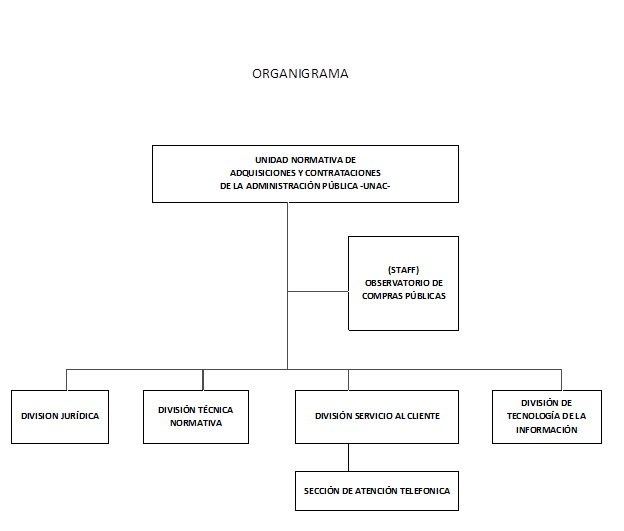 ORGANIGRAMA
UNIDAD NORMATIVA DE
ADQUISICIONES Y CONTRATACIONES
DE LA ADMINISTRACIÓN PÚBLICA -UNAC-
(STAFF)
OBSERVATORIO DE
COMPRAS PÚBLICAS
DIVISION JURÍDICA
DIVISIÓN TÉCNICA
NORMATIVA
DIVISIÓN SERVICIO AL CLIENTE
DIVISIÓN DE
TECNOLOGÍA DE LA
INFORMACIÓN
SECCIÓN DE ATENCIÓN TELEFONICA